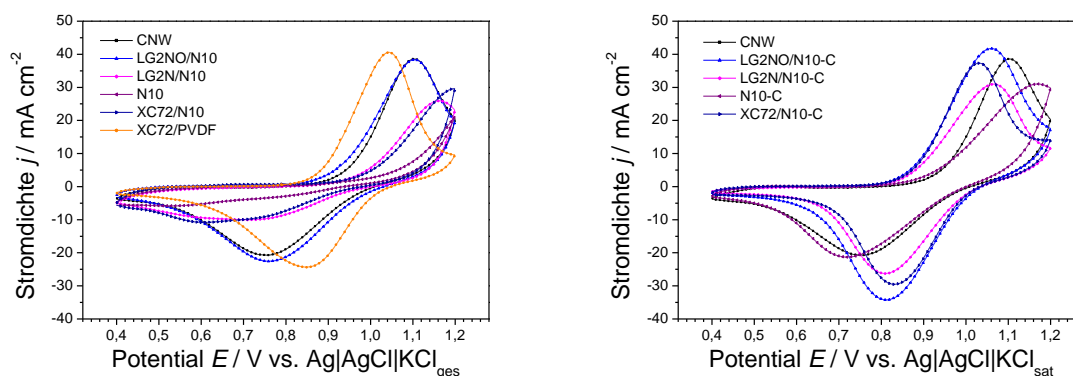 50
40
30
20
10
0
-10
-20
-30
-40
Stromdichte j / mA cm⁻²
CNW
LG2NO/N10
LG2N/N10
N10
XC72/N10
XC72/PVDF
0,4 0,5 0,6 0,7 0,8 0,9 1,0 1,1 1,2
Potential E / V vs. Ag|AgCl|KCl_ges
50
40
30
20
10
0
-10
-20
-30
-40
Stromdichte j / mA cm⁻²
CNW
LG2NO/N10-C
LG2N/N10-C
N10-C
XC72/N10-C
0,4 0,5 0,6 0,7 0,8 0,9 1,0 1,1 1,2
Potential E / V vs. Ag|AgCl|KCl_sat